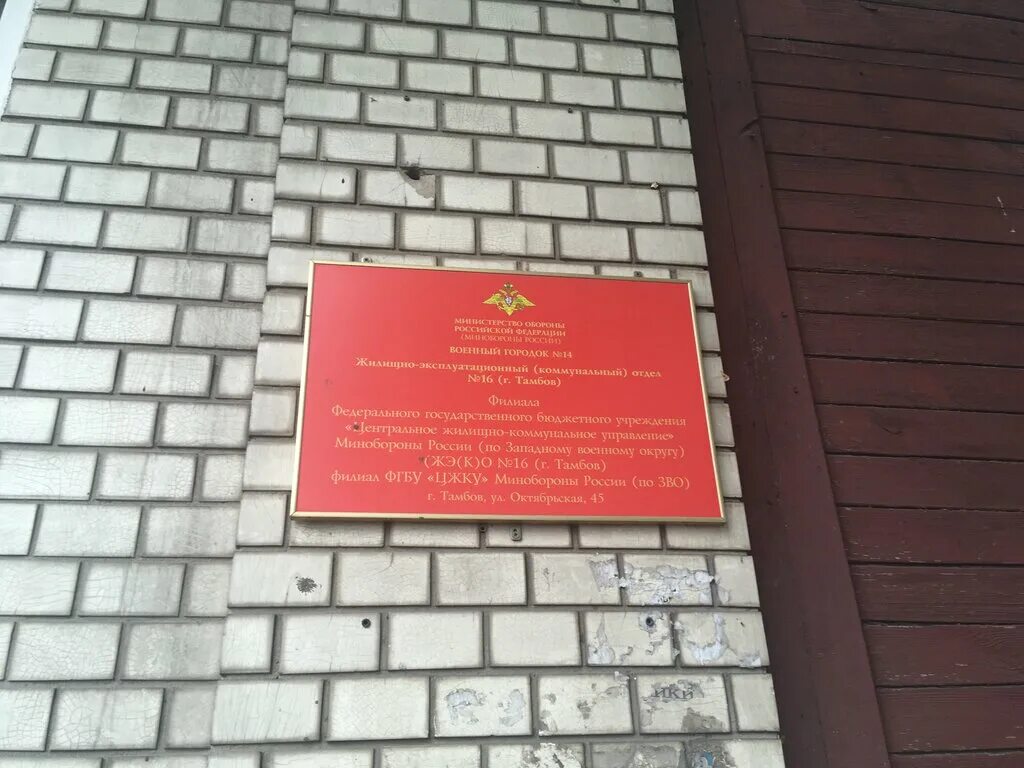 МИНИСТЕРСТВО ОБОРОНЫ
РОССИЙСКОЙ ФЕДЕРАЦИИ
(МИНОБОРОНЫ РОССИИ)
ВОЕННЫЙ ГОРОДОК №14
Жилищно-эксплуатационный (коммунальный) отдел
№16 (г. Тамбов)
Филиала
Федерального государственного бюджетного учреждения
«Центральное жилищно-коммунальное управление»
Минобороны России (по Западному военному округу)
(ЖЭ(К)О №16 (г. Тамбов)
филиал ФГБУ «ЦЖКУ» Минобороны России (по ЗВО)
г. Тамбов, ул. Октябрьская, 45